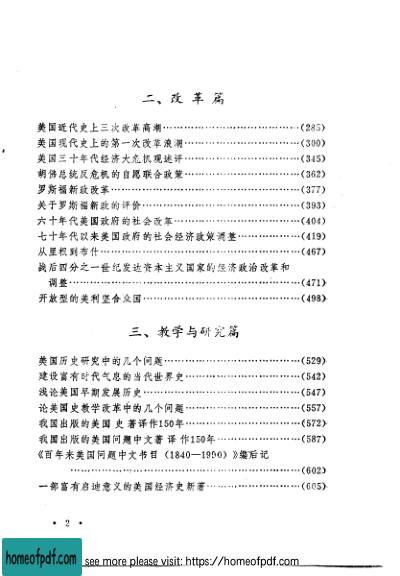 二、改革篇
美国近代史上三次改革高潮……………………………(285)
美国现代史上的第一次改革浪潮………………………(300)
美国三十年代经济大危机观述评………………………(345)
胡佛总统反危机的自愿联合政策………………………(362)
罗斯福新政改革…………………………………………(377)
关于罗斯福新政的评价…………………………………(393)
六十年代美国政府的社会改革…………………………(404)
七十年代以来美国政府的社会经济政策调整…………(419)
从里根到布什……………………………………………(467)
战后四分之一世纪发达资本主义国家的经济政治改革和
调整………………………………………………………(471)
开放型的美利坚合众国…………………………………(498)
三、教学与研究篇
美国历史研究中的几个问题……………………………(529)
建设富有时代气息的当代世界史………………………(542)
浅论美国早期发展历史…………………………………(547)
论美国史教学改革中的几个问题………………………(557)
我国出版的美国 史 著译作150年………………………(572)
我国出版的美国问题中文著 译 作150年………………(587)
《百年来美国问题中文书目(1840—1990)》编后记
……………………………………………………………(602)
一部富有启迪意义的美国经济史新著…………………(605)
• 2 •
homeofpdf.com see more please visit: https://homeofpdf.com